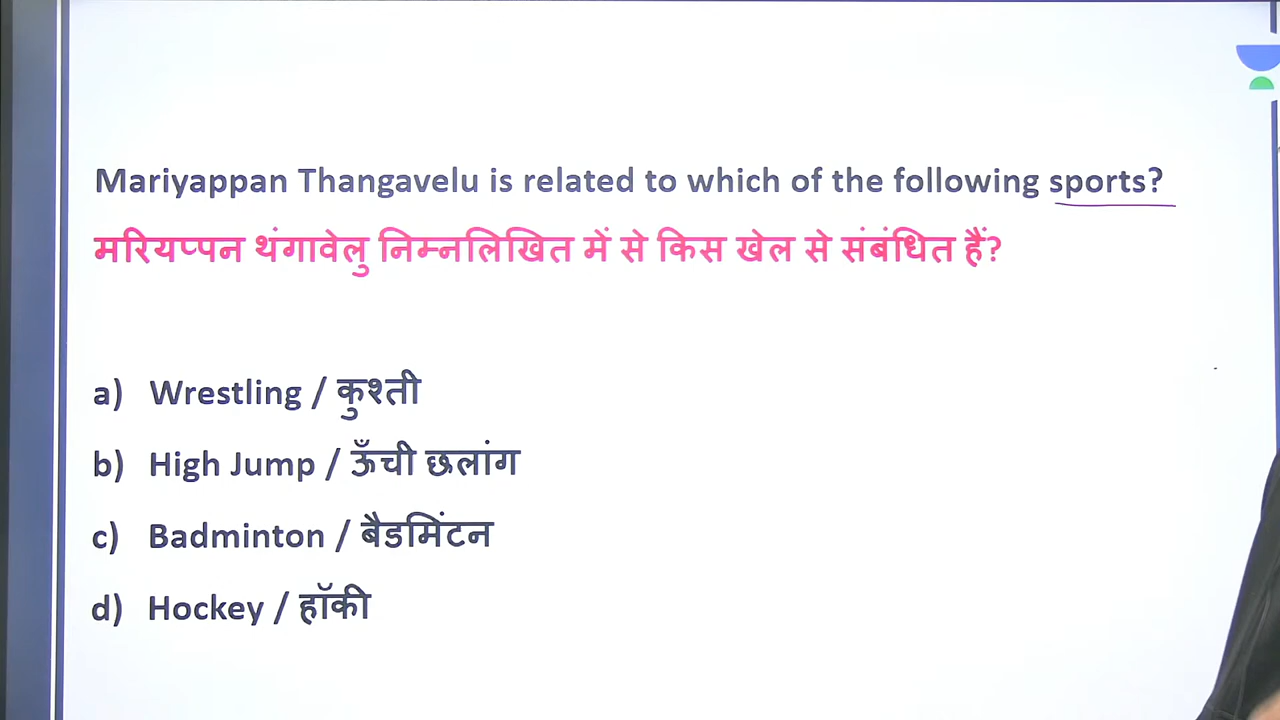 Mariyappan Thangavelu is related to which of the following sports?
मरियप्पन थंगावेलु निम्नलिखित में से किस खेल से संबंधित हैं?
a) Wrestling / कुश्ती
b) High Jump / ऊँची छलांग
c) Badminton / बैडमिंटन
d) Hockey / हॉकी